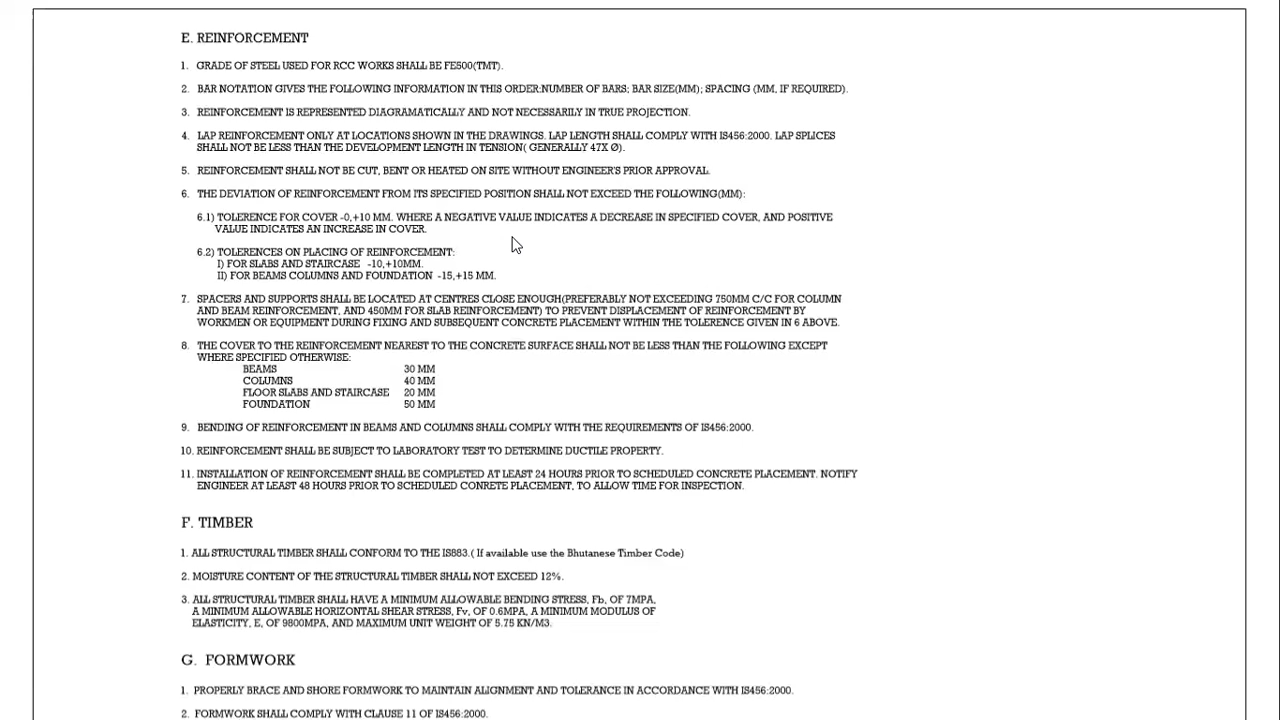 E. REINFORCEMENT
1. GRADE OF STEEL USED FOR RCC WORKS SHALL BE FE500(TMT).
2. BAR NOTATION GIVES THE FOLLOWING INFORMATION IN THIS ORDER:NUMBER OF BARS; BAR SIZE(MM); SPACING (MM, IF REQUIRED).
3. REINFORCEMENT IS REPRESENTED DIAGRAMATICALLY AND NOT NECESSARILY IN TRUE PROJECTION.
4. LAP REINFORCEMENT ONLY AT LOCATIONS SHOWN IN THE DRAWINGS. LAP LENGTH SHALL COMPLY WITH IS456:2000. LAP SPLICES
SHALL NOT BE LESS THAN THE DEVELOPMENT LENGTH IN TENSION( GENERALLY 47X Ø).
5. REINFORCEMENT SHALL NOT BE CUT, BENT OR HEATED ON SITE WITHOUT ENGINEER'S PRIOR APPROVAL.
6. THE DEVIATION OF REINFORCEMENT FROM ITS SPECIFIED POSITION SHALL NOT EXCEED THE FOLLOWING(MM):
6.1) TOLERENCE FOR COVER -0,+10 MM. WHERE A NEGATIVE VALUE INDICATES A DECREASE IN SPECIFIED COVER, AND POSITIVE
VALUE INDICATES AN INCREASE IN COVER.
6.2) TOLERENCES ON PLACING OF REINFORCEMENT:
I) FOR SLABS AND STAIRCASE -10,+10MM.
II) FOR BEAMS COLUMNS AND FOUNDATION -15,+15 MM.
7. SPACERS AND SUPPORTS SHALL BE LOCATED AT CENTRES CLOSE ENOUGH(PREFERABLY NOT EXCEEDING 750MM C/C FOR COLUMN
AND BEAM REINFORCEMENT, AND 450MM FOR SLAB REINFORCEMENT) TO PREVENT DISPLACEMENT OF REINFORCEMENT BY
WORKMEN OR EQUIPMENT DURING FIXING AND SUBSEQUENT CONCRETE PLACEMENT WITHIN THE TOLERENCE GIVEN IN 6 ABOVE.
8. THE COVER TO THE REINFORCEMENT NEAREST TO THE CONCRETE SURFACE SHALL NOT BE LESS THAN THE FOLLOWING EXCEPT
WHERE SPECIFIED OTHERWISE:
BEAMS 30 MM
COLUMNS 40 MM
FLOOR SLABS AND STAIRCASE 20 MM
FOUNDATION 50 MM
9. BENDING OF REINFORCEMENT IN BEAMS AND COLUMNS SHALL COMPLY WITH THE REQUIREMENTS OF IS456:2000.
10. REINFORCEMENT SHALL BE SUBJECT TO LABORATORY TEST TO DETERMINE DUCTILE PROPERTY.
11. INSTALLATION OF REINFORCEMENT SHALL BE COMPLETED AT LEAST 24 HOURS PRIOR TO SCHEDULED CONCRETE PLACEMENT. NOTIFY
ENGINEER AT LEAST 48 HOURS PRIOR TO SCHEDULED CONRETE PLACEMENT, TO ALLOW TIME FOR INSPECTION.
F. TIMBER
1. ALL STRUCTURAL TIMBER SHALL CONFORM TO THE IS883.( If available use the Bhutanese Timber Code)
2. MOISTURE CONTENT OF THE STRUCTURAL TIMBER SHALL NOT EXCEED 12%.
3. ALL STRUCTURAL TIMBER SHALL HAVE A MINIMUM ALLOWABLE BENDING STRESS, Fb, OF 7MPA,
A MINIMUM ALLOWABLE HORIZONTAL SHEAR STRESS, Fv, OF 0.6MPA, A MINIMUM MODULUS OF
ELASTICITY, E, OF 9800MPA, AND MAXIMUM UNIT WEIGHT OF 5.75 KN/M3.
G. FORMWORK
1. PROPERLY BRACE AND SHORE FORMWORK TO MAINTAIN ALIGNMENT AND TOLERANCE IN ACCORDANCE WITH IS456:2000.
2. FORMWORK SHALL COMPLY WITH CLAUSE 11 OF IS456:2000.